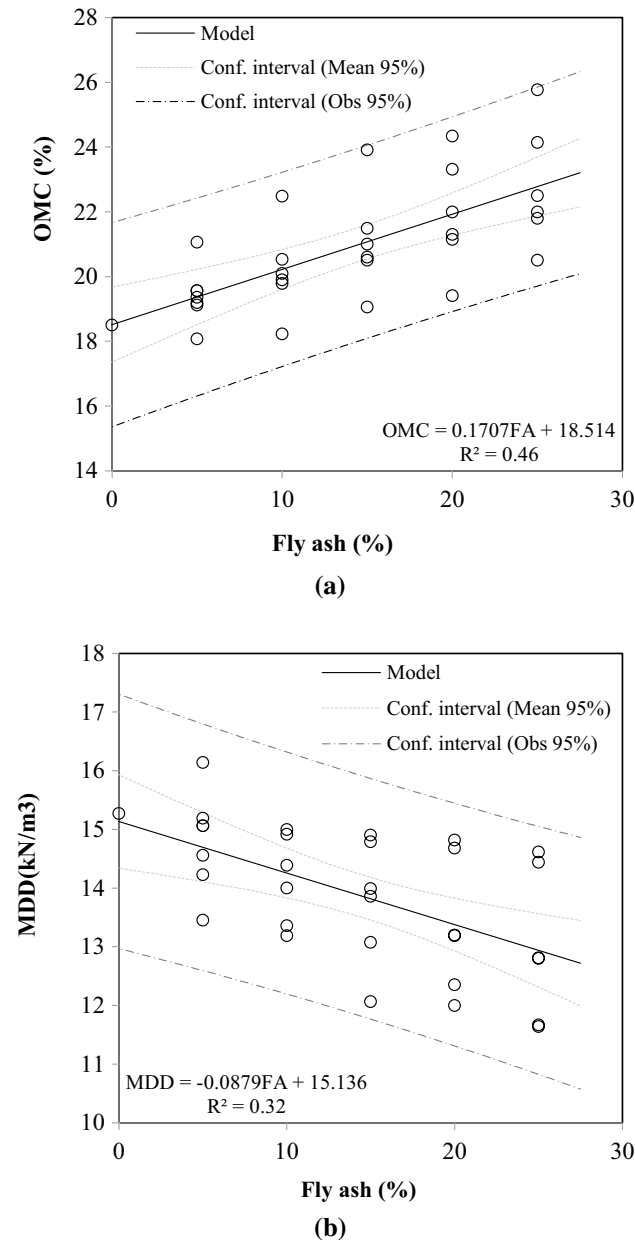 28
26
24
22
20
18
16
14
OMC (%)
Model
Conf. interval (Mean 95%)
Conf. interval (Obs 95%)
OMC = 0.1707FA + 18.514
R² = 0.46
0 10 20 30
Fly ash (%)
(a)
18
17
16
15
14
13
12
11
10
MDD(kN/m3)
Model
Conf. interval (Mean 95%)
Conf. interval (Obs 95%)
MDD = -0.0879FA + 15.136
R² = 0.32
0 10 20 30
Fly ash (%)
(b)